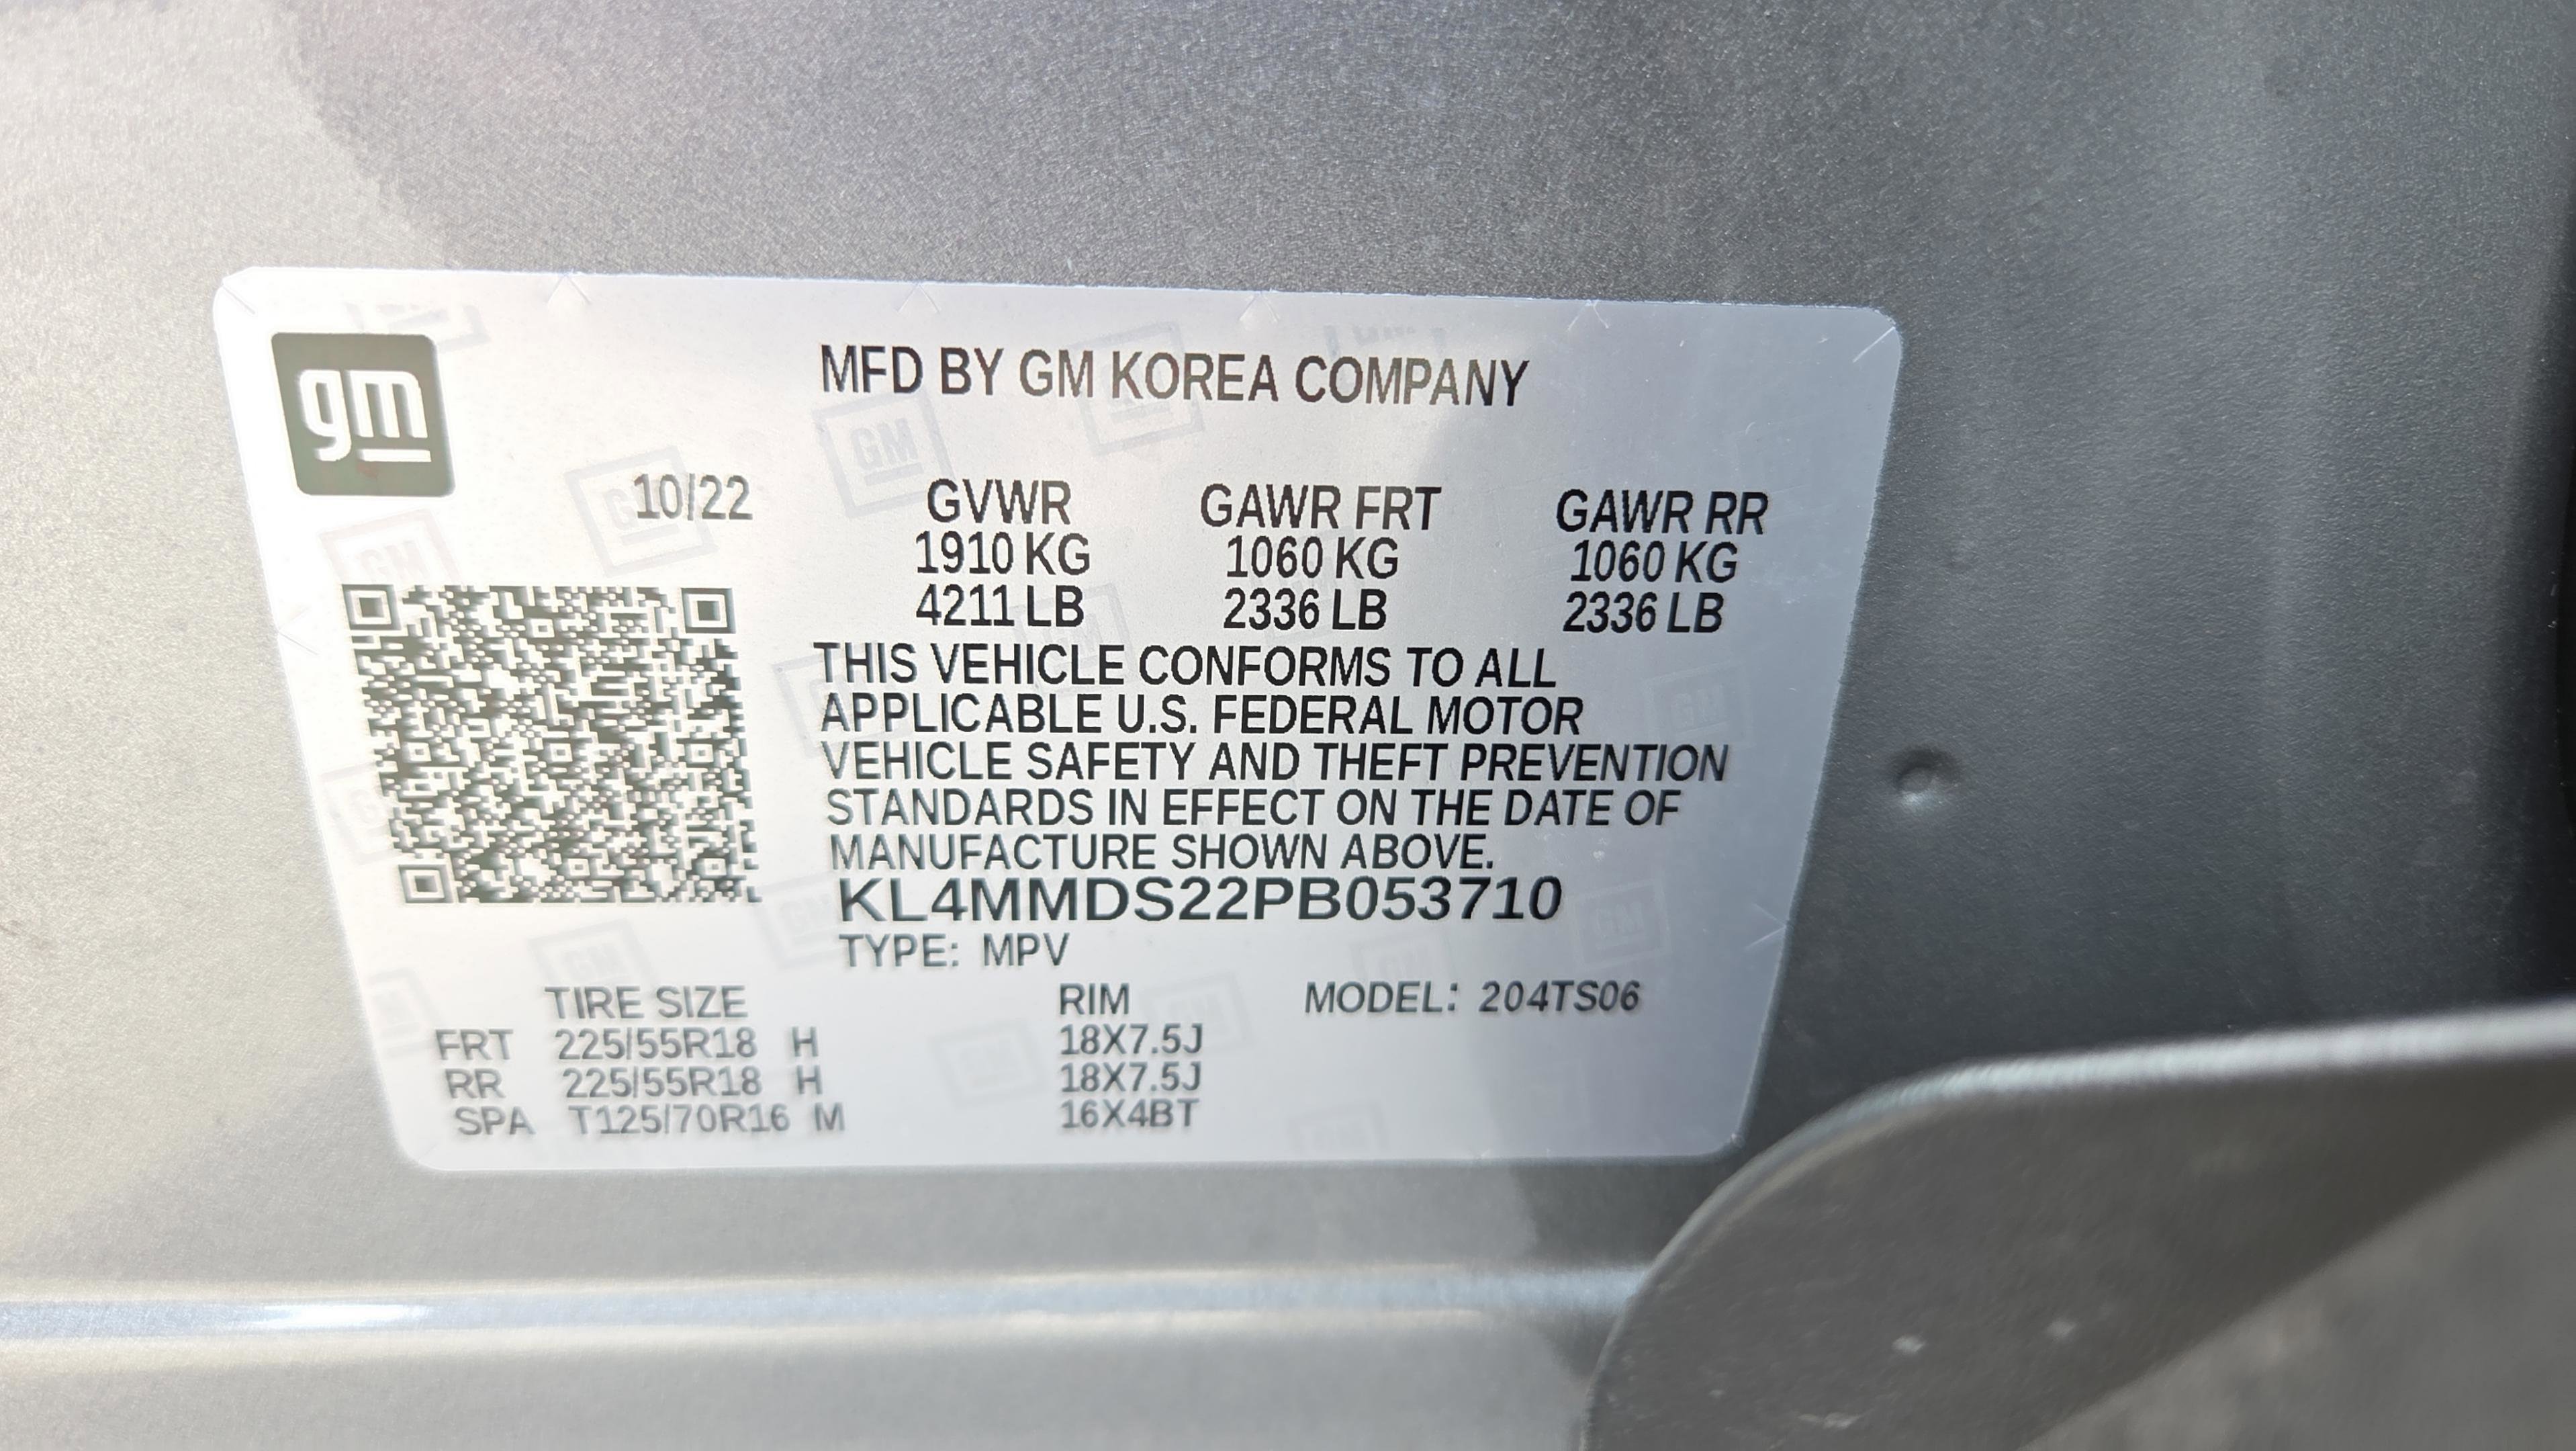 gm
MFD BY GM KOREA COMPANY
10/22 GVWR GAWR FRT GAWR RR
1910 KG 1060 KG 1060 KG
4211 LB 2336 LB 2336 LB
THIS VEHICLE CONFORMS TO ALL
APPLICABLE U.S. FEDERAL MOTOR
VEHICLE SAFETY AND THEFT PREVENTION
STANDARDS IN EFFECT ON THE DATE OF
MANUFACTURE SHOWN ABOVE.
KL4MMDS22PB053710
TYPE: MPV
TIRE SIZE RIM MODEL: 204TS06
FRT 225/55R18 H 18X7.5J
RR 225/55R18 H 18X7.5J
SPA T125/70R16 M 16X4BT